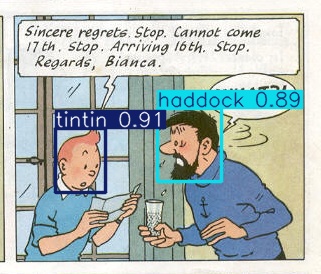 Sincere regrets. Stop. Cannot come
17th. Stop. Arriving 16th. Stop.
Regards, Bianca.
haddock 0.89
tintin 0.91